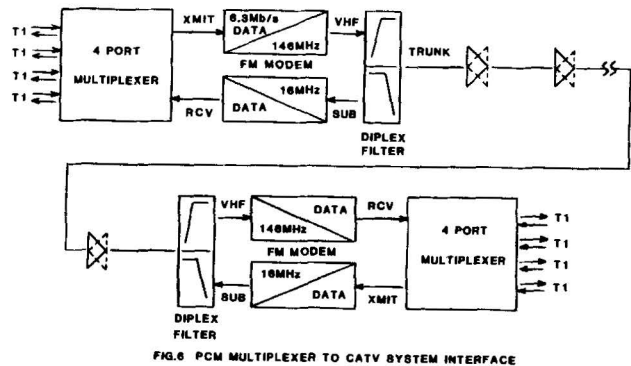 XMIT
6.3Mb/s
DATA
146MHz
VHF
FM MODEM
T1
T1
T1
T1
4 PORT
MULTIPLEXER
TRUNK
DATA
16MHz
RCV
SUB
DIPLEX
FILTER
VHF
DATA
146MHz
RCV
FM MODEM
4 PORT
MULTIPLEXER
T1
T1
T1
T1
16MHz
DATA
SUB
XMIT
DIPLEX
FILTER
FIG.6 PCM MULTIPLEXER TO CATV SYSTEM INTERFACE